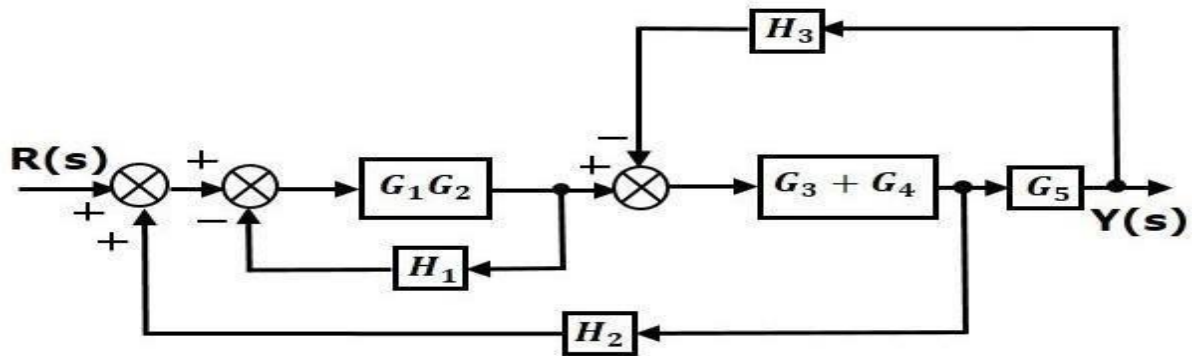 H₃
−
R(s)
+
+
+
−
G₁G₂
+
G₃ + G₄
G₅
Y(s)
H₁
H₂